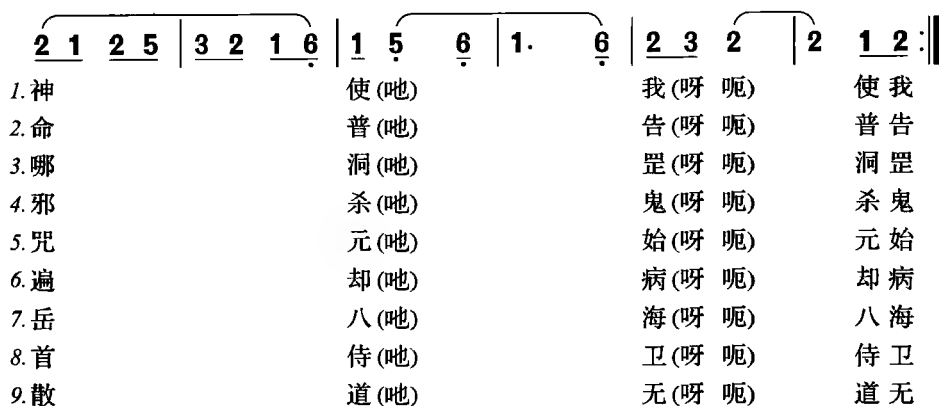 2 1 2 5 | 3 2 1 6 | 1 5 6 | 1. 6 | 2 3 2 | 2 1 2 :‖
1.神 使(吔) 我(呀 呃) 使 我
2.命 普(吔) 告(呀 呃) 普 告
3.哪 洞(吔) 罡(呀 呃) 洞 罡
4.邪 杀(吔) 鬼(呀 呃) 杀 鬼
5.咒 元(吔) 始(呀 呃) 元 始
6.遍 却(吔) 病(呀 呃) 却 病
7.岳 八(吔) 海(呀 呃) 八 海
8.首 侍(吔) 卫(呀 呃) 侍 卫
9.散 道(吔) 无(呀 呃) 道 无